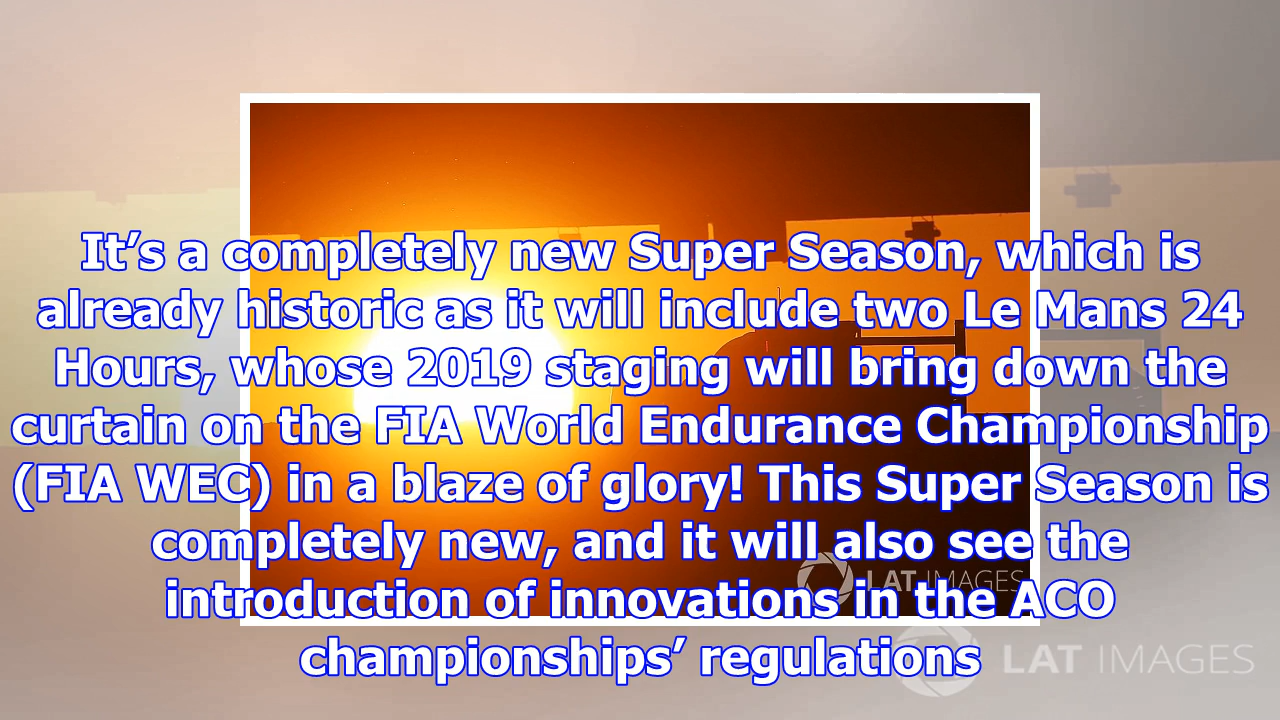 It’s a completely new Super Season, which is
already historic as it will include two Le Mans 24
Hours, whose 2019 staging will bring down the
curtain on the FIA World Endurance Championship
(FIA WEC) in a blaze of glory! This Super Season is
completely new, and it will also see the
introduction of innovations in the ACO
championships’ regulations
LAT IMAGES
LAT IMAGES